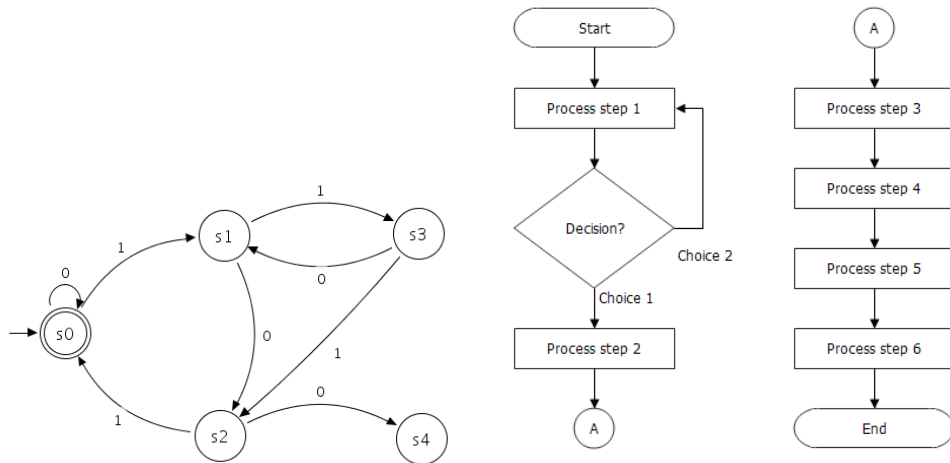 0
1
s0
s1
1
s3
0
0
1
1
s2
0
s4
Start
Process step 1
Decision?
Choice 2
Choice 1
Process step 2
A
A
Process step 3
Process step 4
Process step 5
Process step 6
End